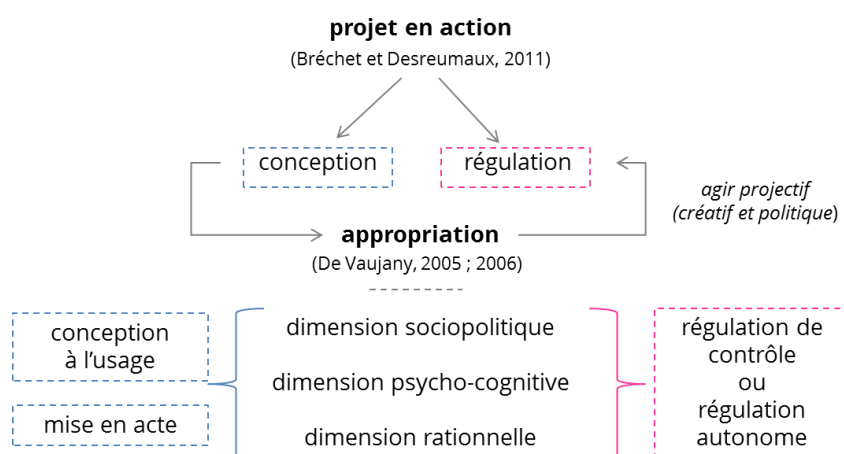 projet en action
(Bréchet et Desreumaux, 2011)
conception
régulation
agir projectif
(créatif et politique)
appropriation
(De Vaujany, 2005 ; 2006)
conception
à l’usage
mise en acte
dimension sociopolitique
dimension psycho-cognitive
dimension rationnelle
régulation de
contrôle
ou
régulation
autonome